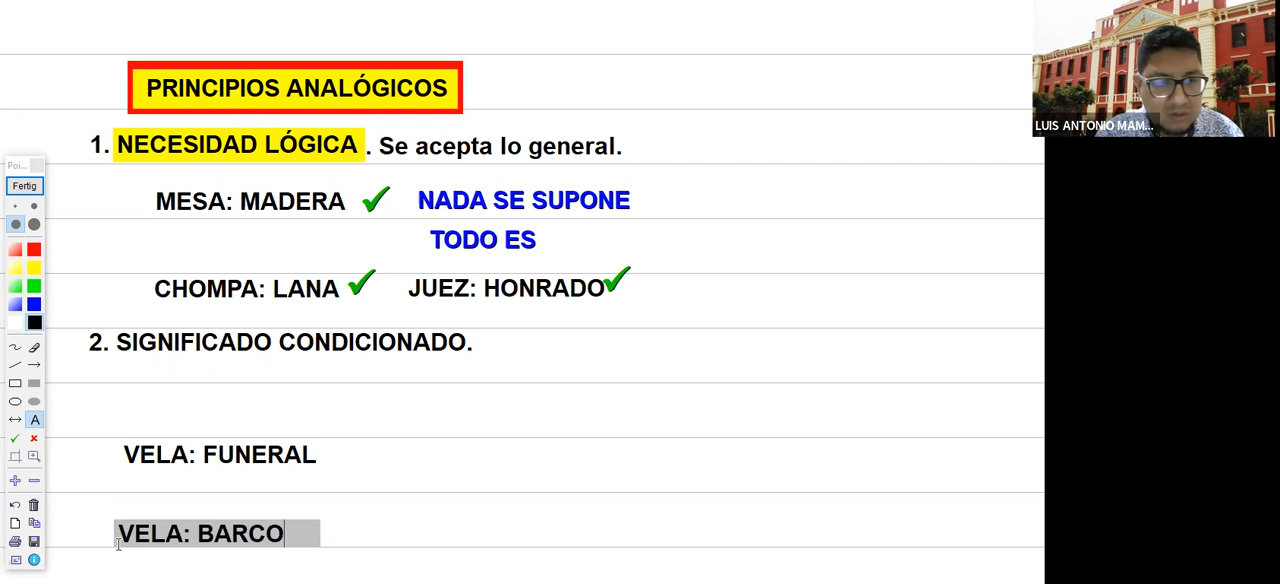 PRINCIPIOS ANALÓGICOS
1. NECESIDAD LÓGICA . Se acepta lo general.
MESA: MADERA NADA SE SUPONE
TODO ES
CHOMPA: LANA JUEZ: HONRADO
2. SIGNIFICADO CONDICIONADO.
VELA: FUNERAL
VELA: BARCO
Poi...
Fertig
A
LUIS ANTONIO MAM...